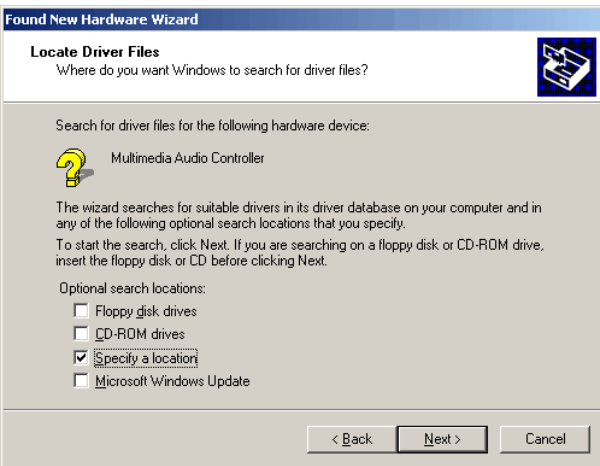 Found New Hardware Wizard
Locate Driver Files
Where do you want Windows to search for driver files?
Search for driver files for the following hardware device:
Multimedia Audio Controller
The wizard searches for suitable drivers in its driver database on your computer and in
any of the following optional search locations that you specify.
To start the search, click Next. If you are searching on a floppy disk or CD-ROM drive,
insert the floppy disk or CD before clicking Next.
Optional search locations:
Floppy disk drives
CD-ROM drives
Specify a location
Microsoft Windows Update
< Back Next > Cancel